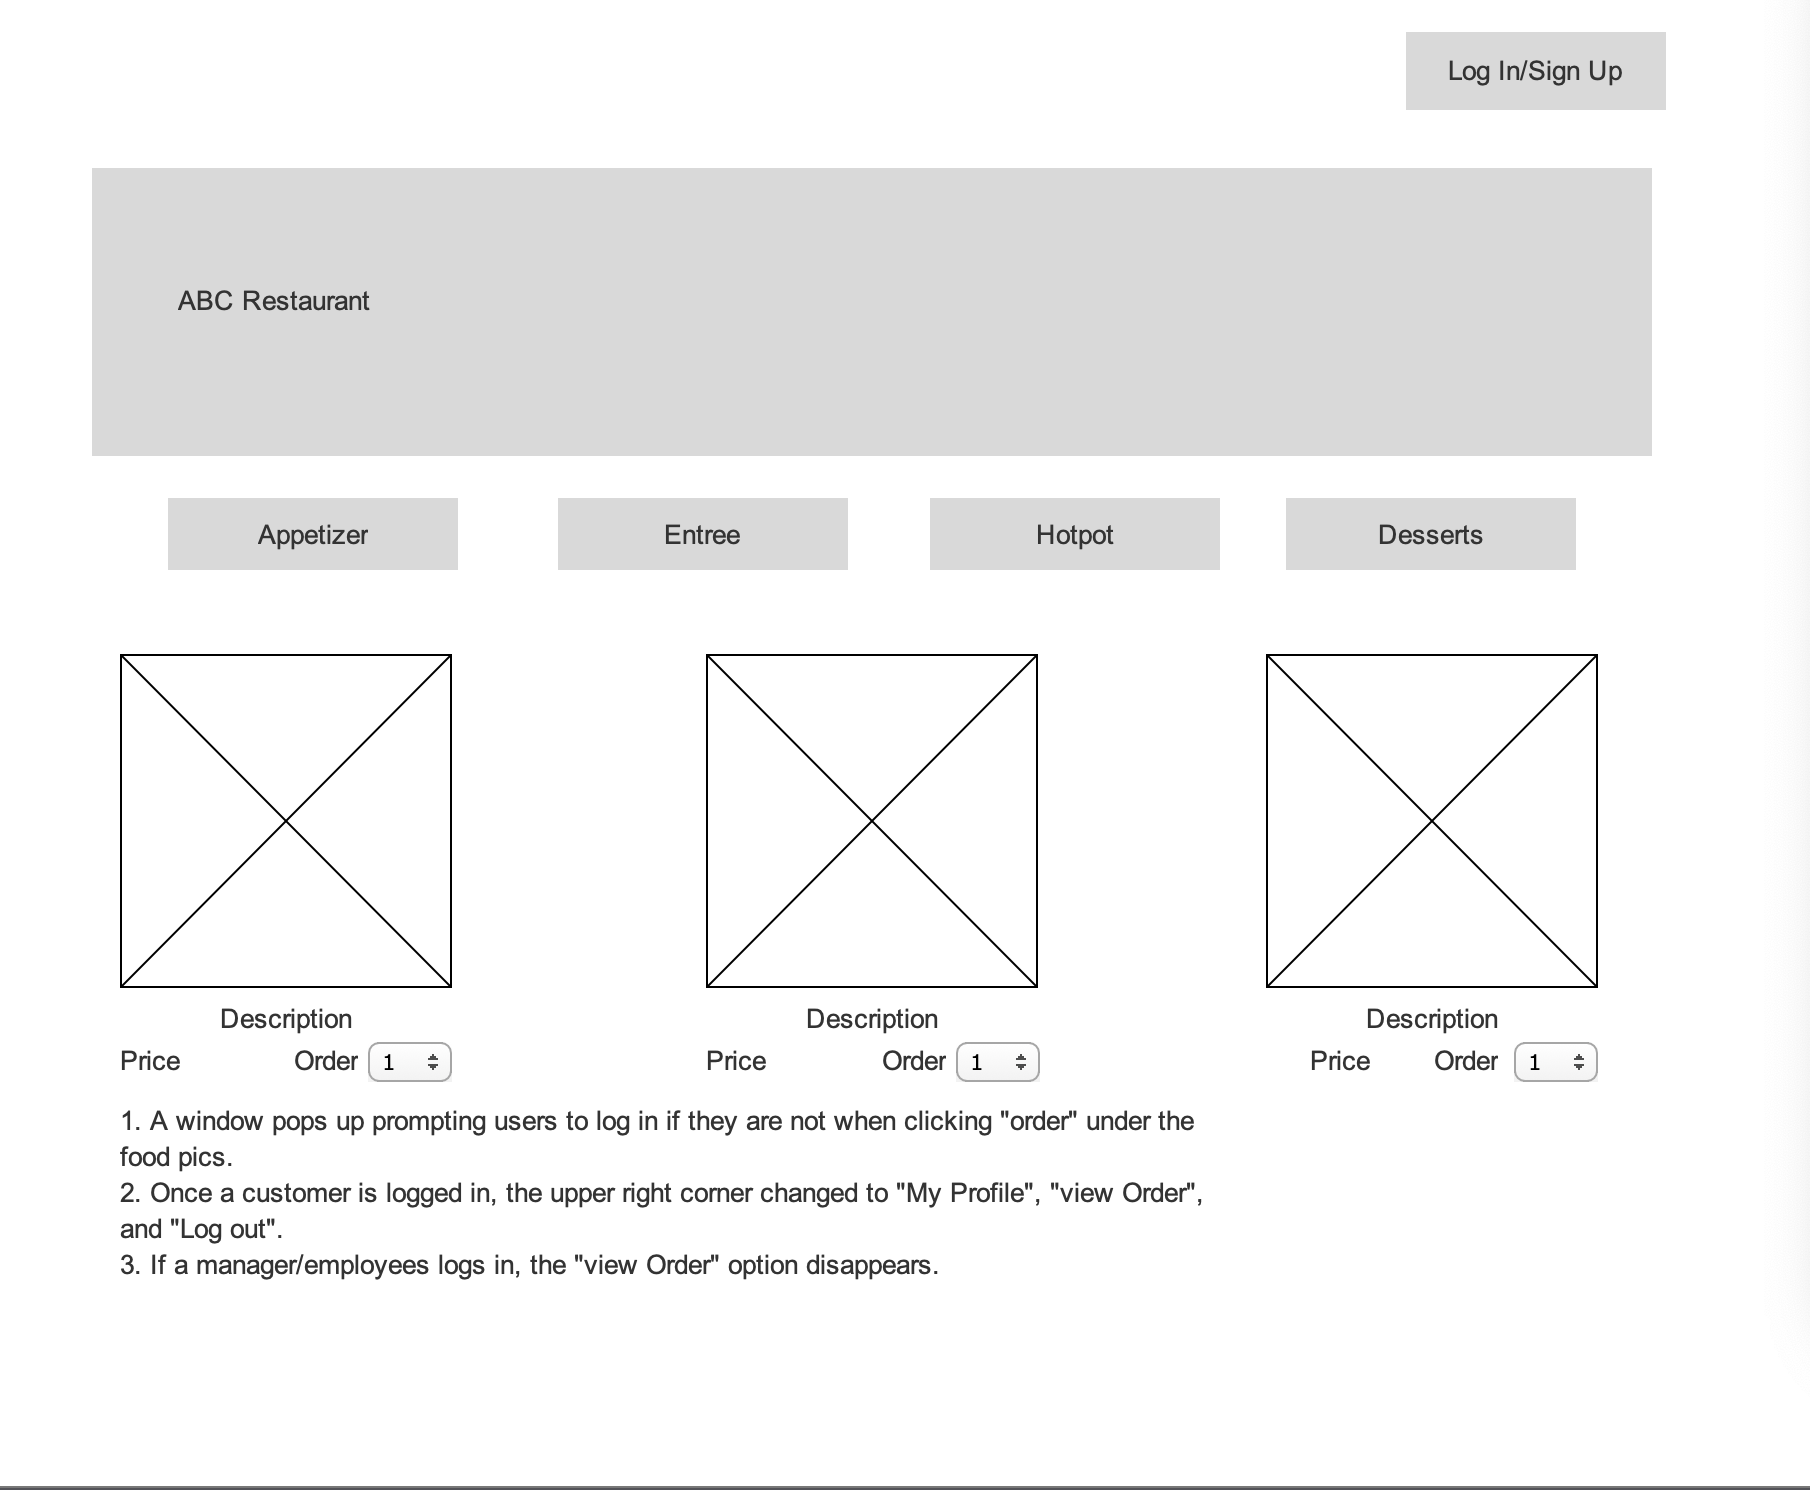 Log In/Sign Up
ABC Restaurant
Appetizer Entree Hotpot Desserts
Description Description Description
Price Order 1 Price Order 1 Price Order 1
1. A window pops up prompting users to log in if they are not when clicking "order" under the
food pics.
2. Once a customer is logged in, the upper right corner changed to "My Profile", "view Order",
and "Log out".
3. If a manager/employees logs in, the "view Order" option disappears.